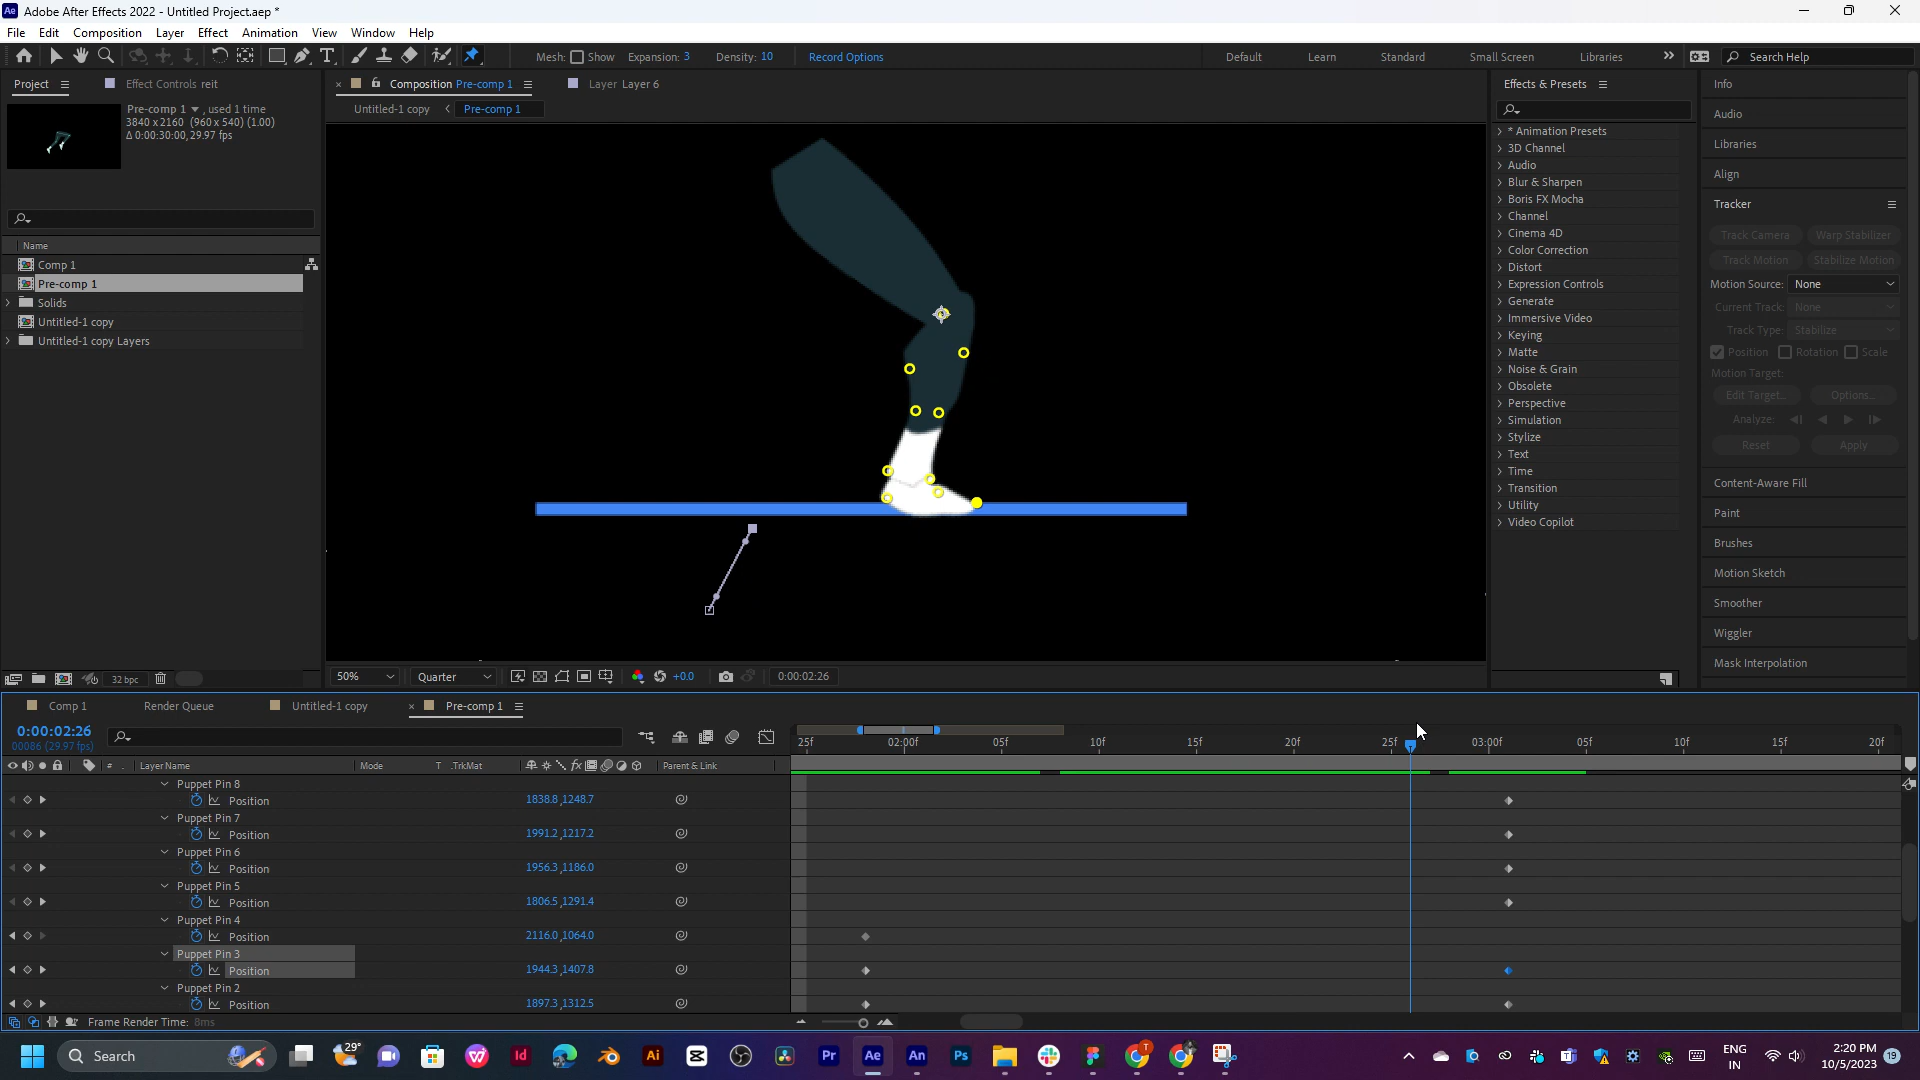 Adobe After Effects 2022 - Untitled Project.aep *
File Edit Composition Layer Effect Animation View Window Help
Mesh: Show Expansion: 3 Density: 10 Record Options Default Learn Standard Small Screen Libraries Search Help
Project Effect Controls reit
Pre-comp 1 , used 1 time
3840 x 2160 (960 x 540) (1.00)
Δ 0:00:30:00, 29.97 fps
Name
Comp 1
Pre-comp 1
Solids
Untitled-1 copy
Untitled-1 copy Layers
32 bpc
Composition Pre-comp 1 Layer Layer 6
Untitled-1 copy Pre-comp 1
50% Quarter +0.0 0:00:02:26
Effects & Presets
* Animation Presets
3D Channel
Audio
Blur & Sharpen
Boris FX Mocha
Channel
Cinema 4D
Color Correction
Distort
Expression Controls
Generate
Immersive Video
Keying
Matte
Noise & Grain
Obsolete
Perspective
Simulation
Stylize
Text
Time
Transition
Utility
Video Copilot
Info
Audio
Libraries
Align
Tracker
Track Camera Warp Stabilizer
Track Motion Stabilize Motion
Motion Source: None
Current Track: None
Track Type: Stabilize
Position Rotation Scale
Motion Target:
Edit Target... Options...
Analyze:
Reset Apply
Content-Aware Fill
Paint
Brushes
Motion Sketch
Smoother
Wiggler
Mask Interpolation
Comp 1 Render Queue Untitled-1 copy Pre-comp 1
0:00:02:26
00086 (29.97 fps)
25f 02:00f 05f 10f 15f 20f 25f 03:00f 05f 10f 15f 20f
# Layer Name Mode T .TrkMat Parent & Link
Puppet Pin 8
Position 1838.8,1248.7
Puppet Pin 7
Position 1991.2,1217.2
Puppet Pin 6
Position 1956.3,1186.0
Puppet Pin 5
Position 1806.5,1291.4
Puppet Pin 4
Position 2116.0,1064.0
Puppet Pin 3
Position 1944.3,1407.8
Puppet Pin 2
Position 1897.3,1312.5
Frame Render Time: 8ms
Search 29° ENG IN 2:20 PM 10/5/2023 19